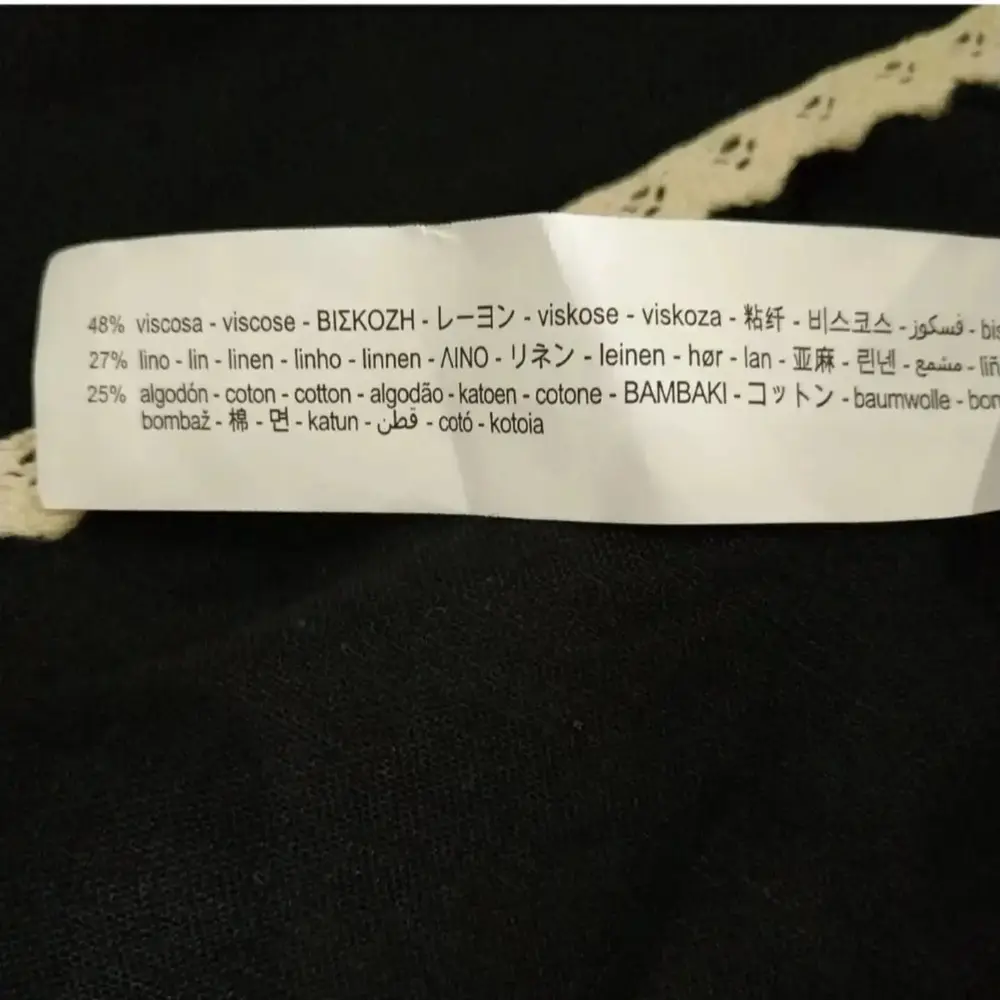 48% viscosa - viscose - ΒΙΣΚΟΖΗ - レーヨン - viskose - viskoza - 粘纤 - 비스코스 - فسكوز -
27% lino - lin - linen - linho - linnen - ΛΙΝΟ - リネン - leinen - hør - lan - 亚麻 - 린넨 - مشمع -
25% algodón - coton - cotton - algodão - katoen - cotone - BAMBAKI - コットン - baumwolle -
bombaž - 棉 - 면 - katun - قطن - cotó - kotoia